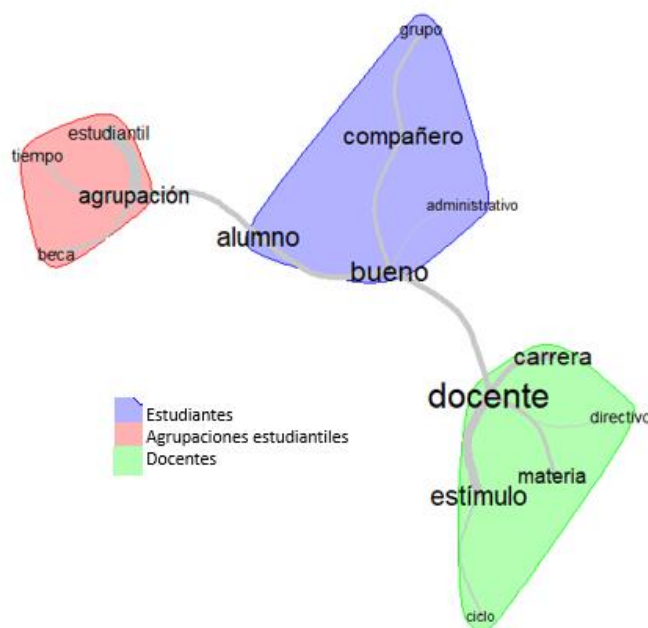 grupo
estudiantil
compañero
tiempo
agrupación
administrativo
alumno
beca
bueno
carrera
docente
Estudiantes
directivo
Agrupaciones estudiantiles
Docentes
materia
estímulo
ciclo